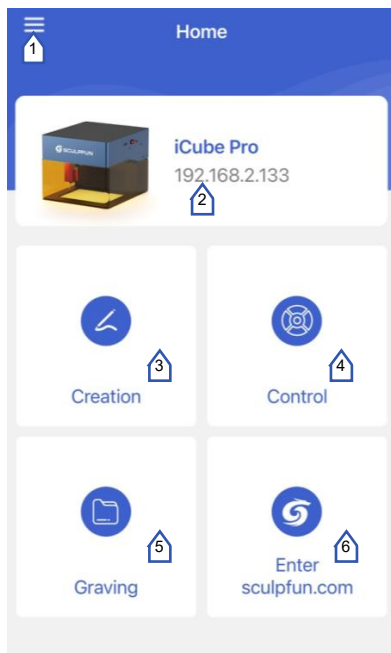 Home
1
SCULPFUN
iCube Pro
192.168.2.133
2
3
4
Creation
Control
5
6
Graving
Enter
sculpfun.com